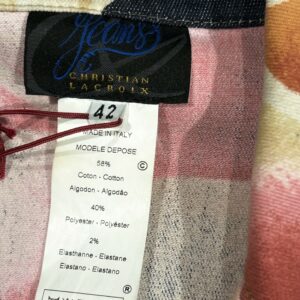 Jeans
CHRISTIAN
LACROIX
42
MADE IN ITALY
MODELE DEPOSE
58%
©
Coton - Cotton
Algodon - Algodão
40%
Polyester - Polyéster
2%
Elasthanne - Elastane
Elastano - Elastano
®